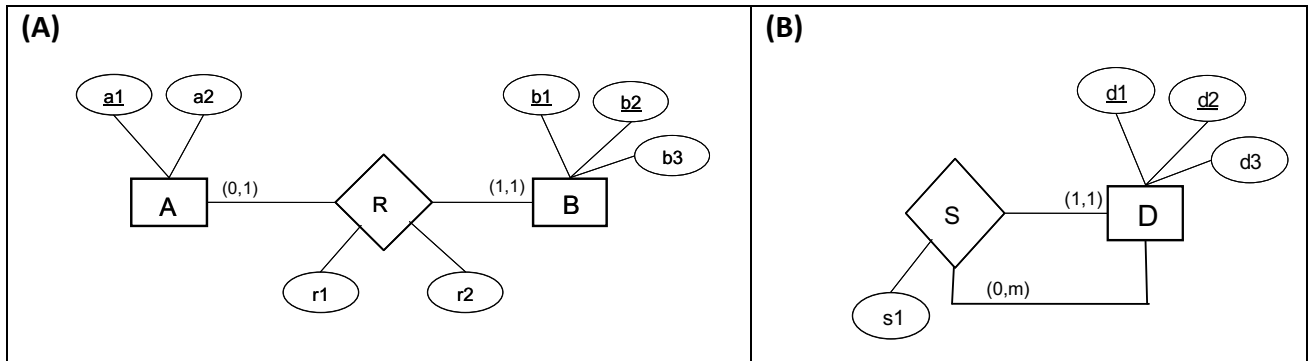 (A)
a1 a2 b1 b2
b3
A (0,1) R (1,1) B
r1 r2
(B)
d1 d2
d3
S (1,1) D
(0,m)
s1